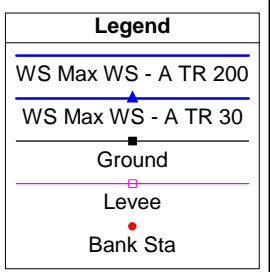 Legend
WS Max WS - A TR 200
WS Max WS - A TR 30
Ground
Levee
Bank Sta